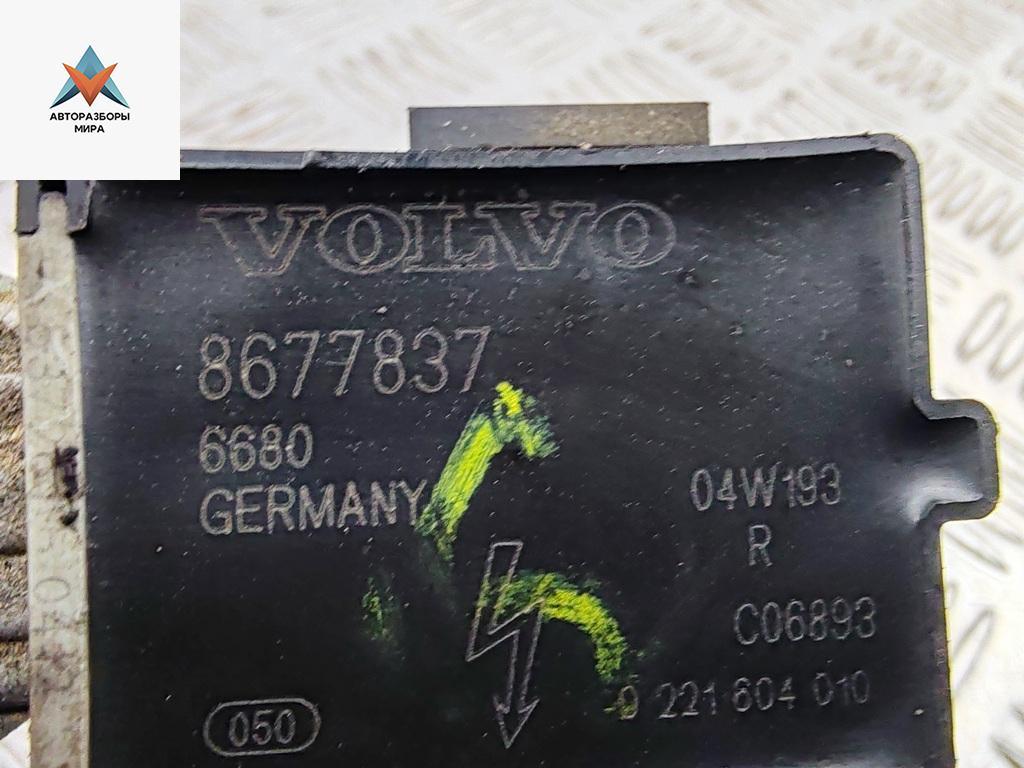 АВТОРАЗБОРЫ
МИРА
VOLVO
8677837
6680
GERMANY
04W193
R
C06893
0 221 604 010
050